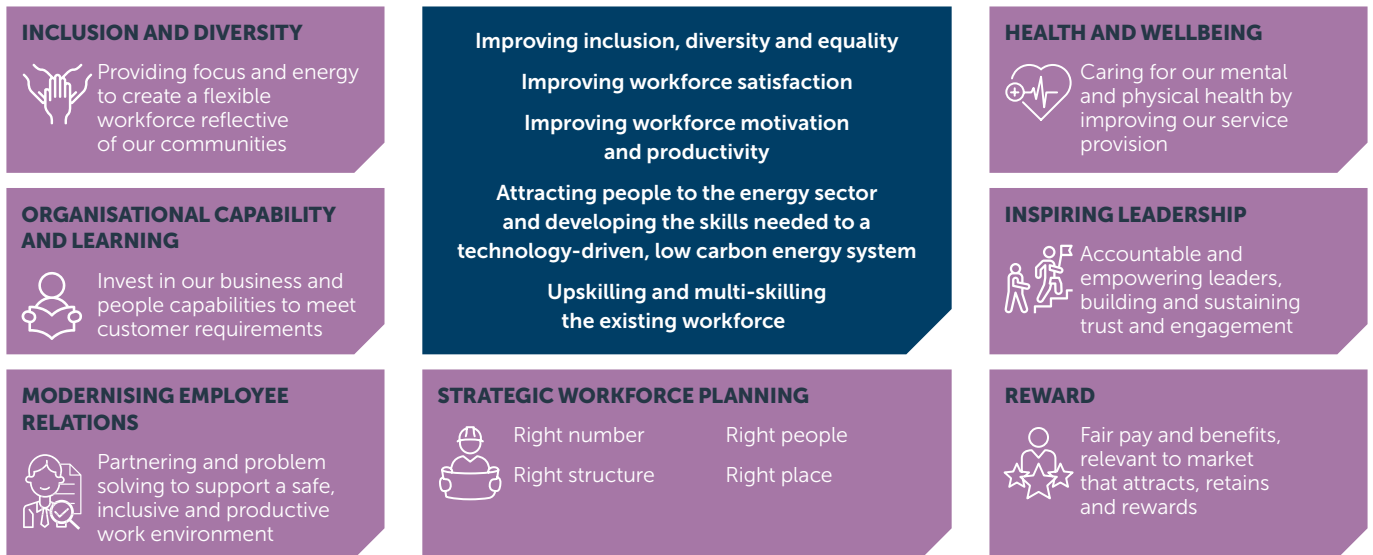 INCLUSION AND DIVERSITY
Providing focus and energy
to create a flexible
workforce reflective
of our communities
ORGANISATIONAL CAPABILITY
AND LEARNING
Invest in our business and
people capabilities to meet
customer requirements
MODERNISING EMPLOYEE
RELATIONS
Partnering and problem
solving to support a safe,
inclusive and productive
work environment
Improving inclusion, diversity and equality
Improving workforce satisfaction
Improving workforce motivation
and productivity
Attracting people to the energy sector
and developing the skills needed to a
technology-driven, low carbon energy system
Upskilling and multi-skilling
the existing workforce
STRATEGIC WORKFORCE PLANNING
Right number
Right people
Right structure
Right place
HEALTH AND WELLBEING
Caring for our mental
and physical health by
improving our service
provision
INSPIRING LEADERSHIP
Accountable and
empowering leaders,
building and sustaining
trust and engagement
REWARD
Fair pay and benefits,
relevant to market
that attracts, retains
and rewards